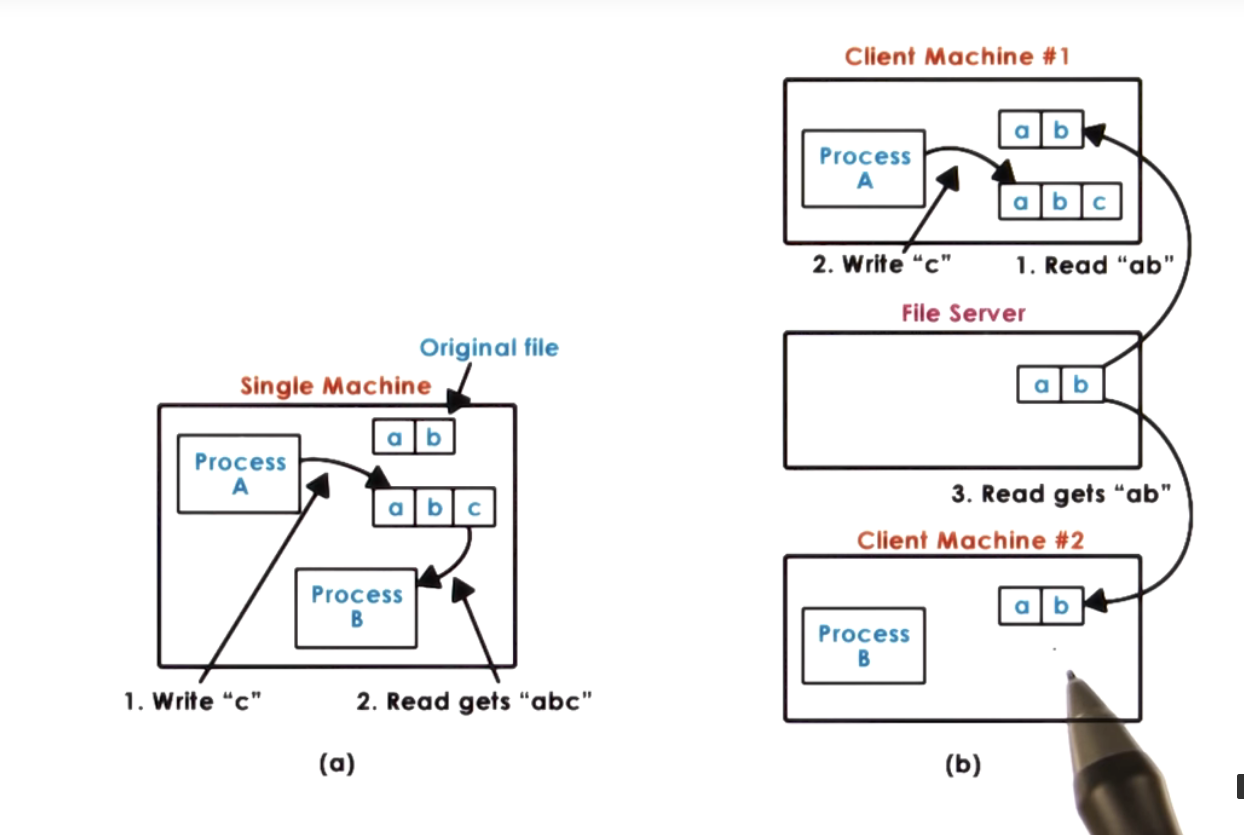 Original file
Single Machine
a b
Process
A
a b c
Process
B
1. Write “c”
2. Read gets “abc”
(a)
Client Machine #1
a b
Process
A
a b c
2. Write “c”
1. Read “ab”
File Server
a b
3. Read gets “ab”
Client Machine #2
a b
Process
B
(b)